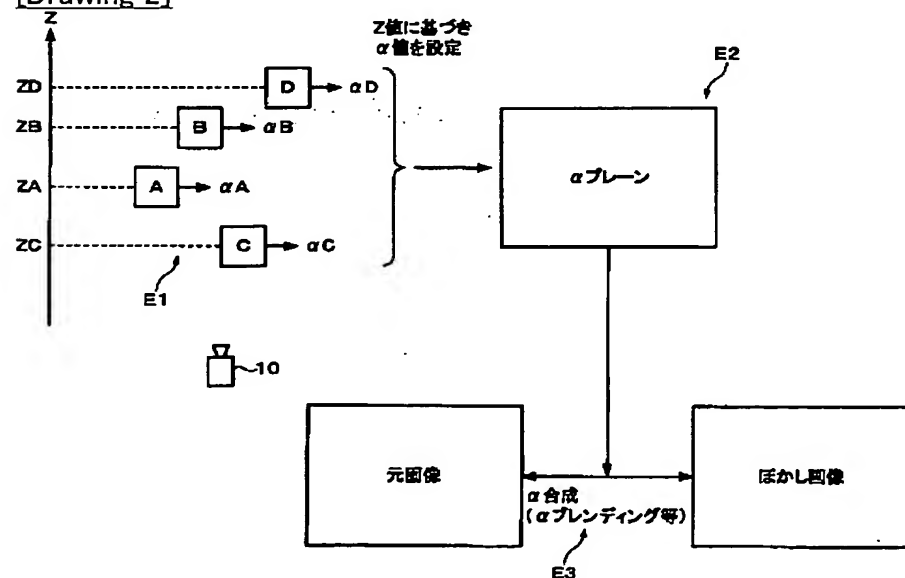 [Drawing 2]
Z
Z値に基づき
α値を設定
E2
ZD
D
αD
ZB
B
αB
ZA
A
αA
ZC
C
αC
E1
αプレーン
10
元画像
ぼかし画像
α合成
(αブレンディング等)
E3